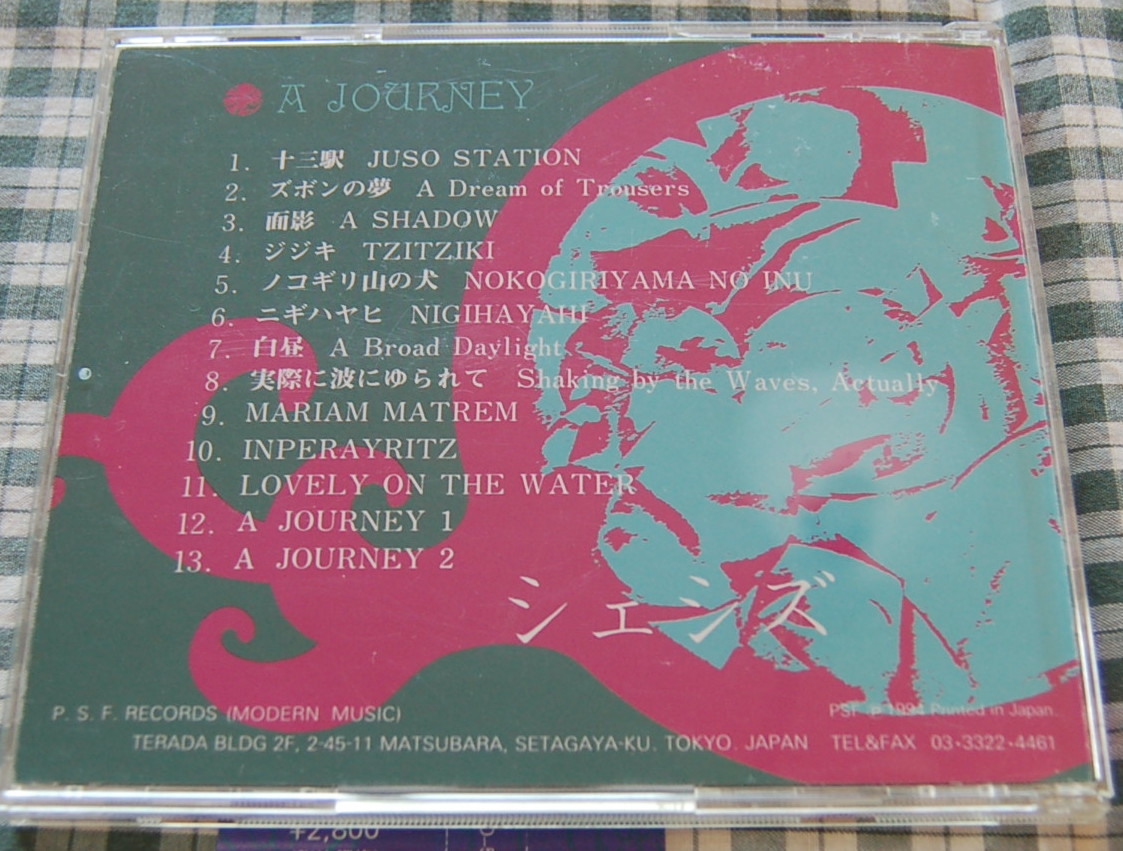 旅 A JOURNEY
1. 十三駅 JUSO STATION
2. ズボンの夢 A Dream of Trousers
3. 面影 A SHADOW
4. ジジキ TZITZIKI
5. ノコギリ山の犬 NOKOGIRIYAMA NO INU
6. ニギハヤヒ NIGIHAYAHI
7. 白昼 A Broad Daylight
8. 実際に波にゆられて Shaking by the Waves, Actually
9. MARIAM MATREM
10. INPERAYRITZ
11. LOVELY ON THE WATER
12. A JOURNEY 1
13. A JOURNEY 2
シェシズ
P. S. F. RECORDS (MODERN MUSIC)
PSF ℗ 1994 Printed in Japan.
TERADA BLDG 2F, 2-45-11 MATSUBARA, SETAGAYA-KU. TOKYO. JAPAN TEL&FAX 03・3322・4461
¥2,800